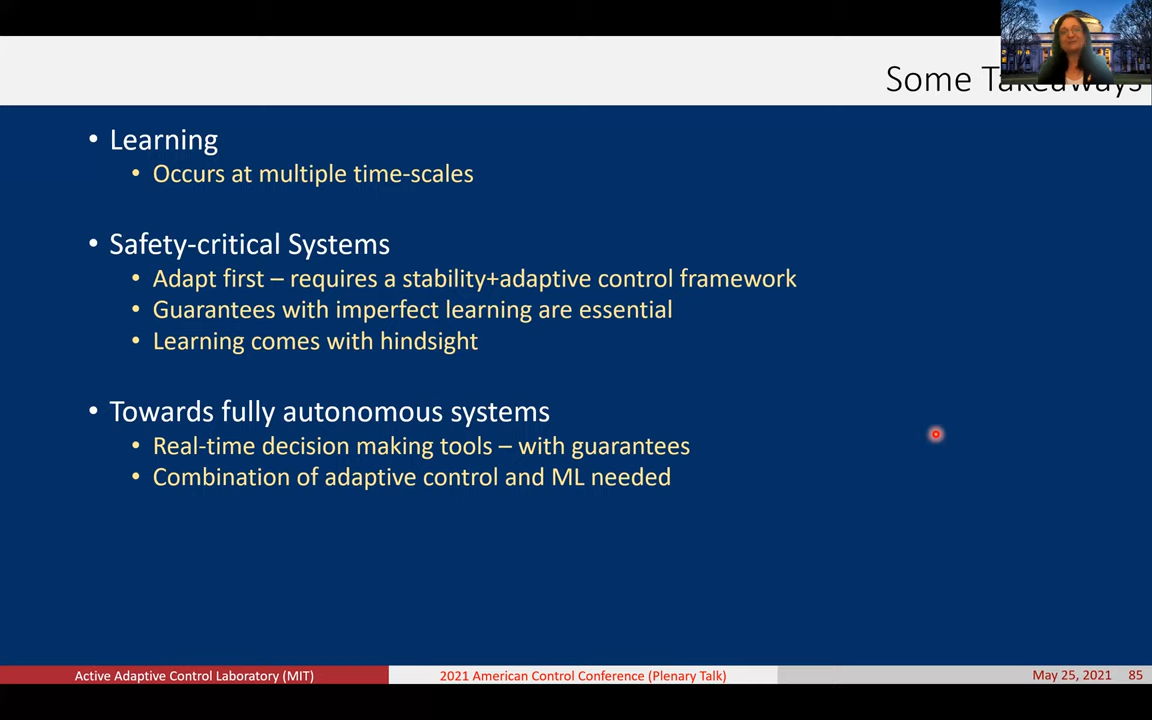 Some Takeaways
• Learning
• Occurs at multiple time-scales
• Safety-critical Systems
• Adapt first – requires a stability+adaptive control framework
• Guarantees with imperfect learning are essential
• Learning comes with hindsight
• Towards fully autonomous systems
• Real-time decision making tools – with guarantees
• Combination of adaptive control and ML needed
Active Adaptive Control Laboratory (MIT)
2021 American Control Conference (Plenary Talk)
May 25, 2021 85